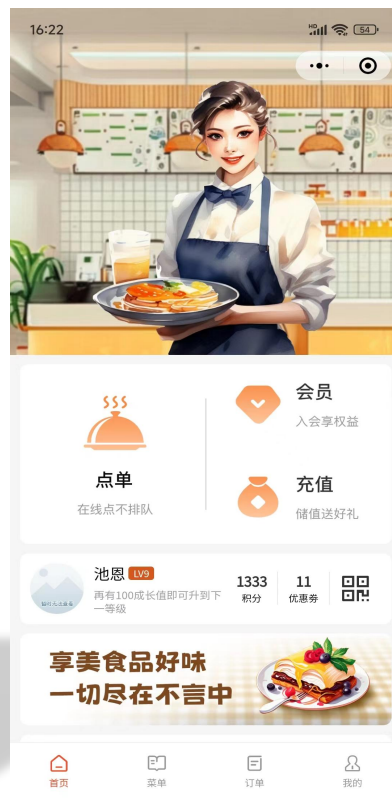 16:22
HD
54
点单
在线点不排队
会员
入会享权益
充值
储值送好礼
池恩 LV9
再有100成长值即可升到下
一等级
1333
积分
11
优惠券
享美食品好味
一切尽在不言中
首页
菜单
订单
我的